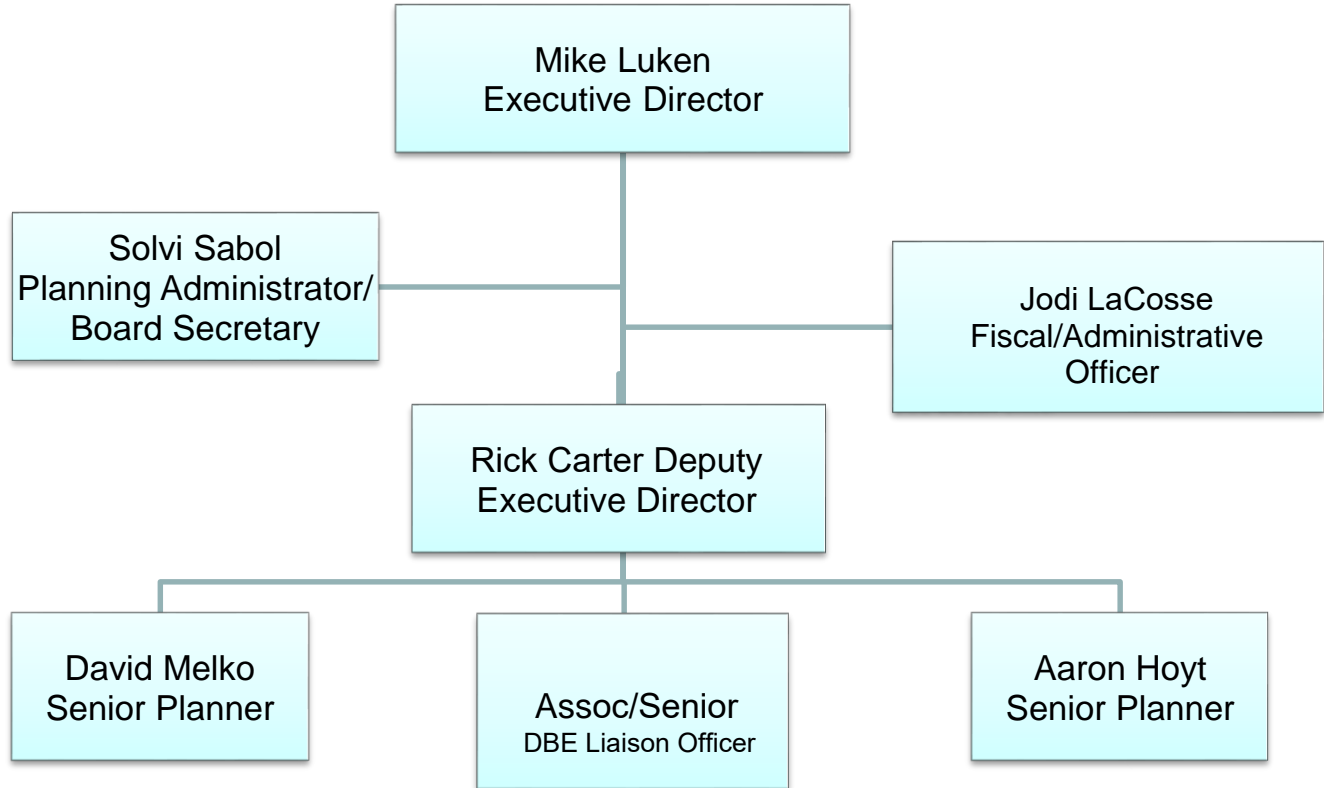 Mike Luken
Executive Director
Solvi Sabol
Planning Administrator/
Board Secretary
Jodi LaCosse
Fiscal/Administrative
Officer
Rick Carter Deputy
Executive Director
David Melko
Senior Planner
Assoc/Senior
DBE Liaison Officer
Aaron Hoyt
Senior Planner